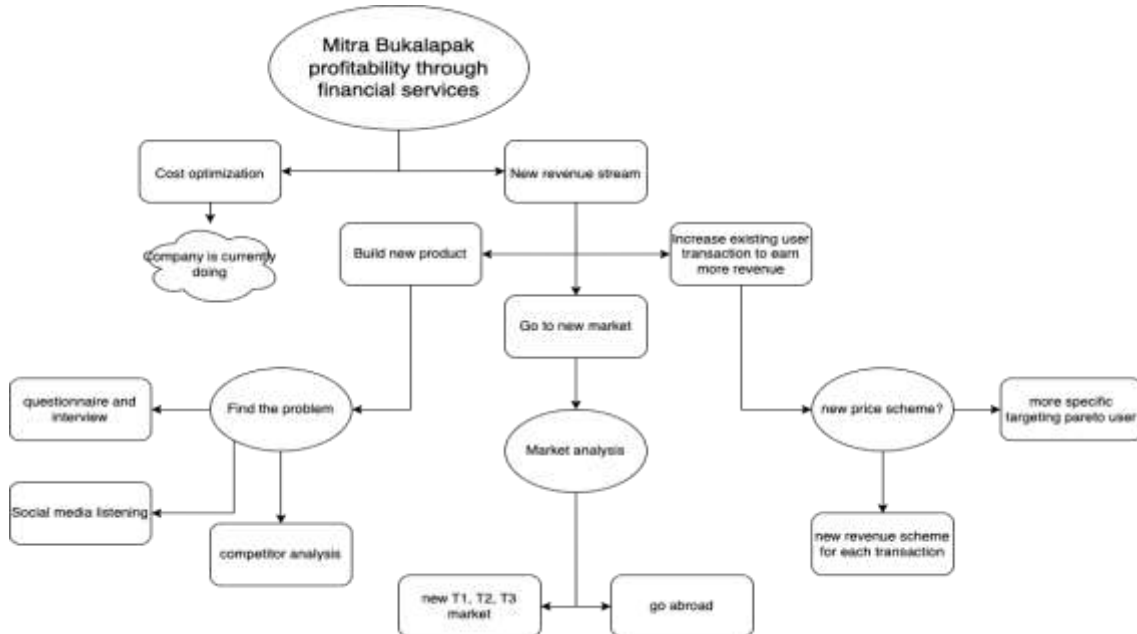 Mitra Bukalapak
profitability through
financial services
Cost optimization
New revenue stream
Company is currently
doing
Build new product
Increase existing user
transaction to earn
more revenue
Go to new market
questionnaire and
interview
Find the problem
Market analysis
new price scheme?
more specific
targeting pareto user
Social media listening
competitor analysis
new revenue scheme
for each transaction
new T1, T2, T3
market
go abroad